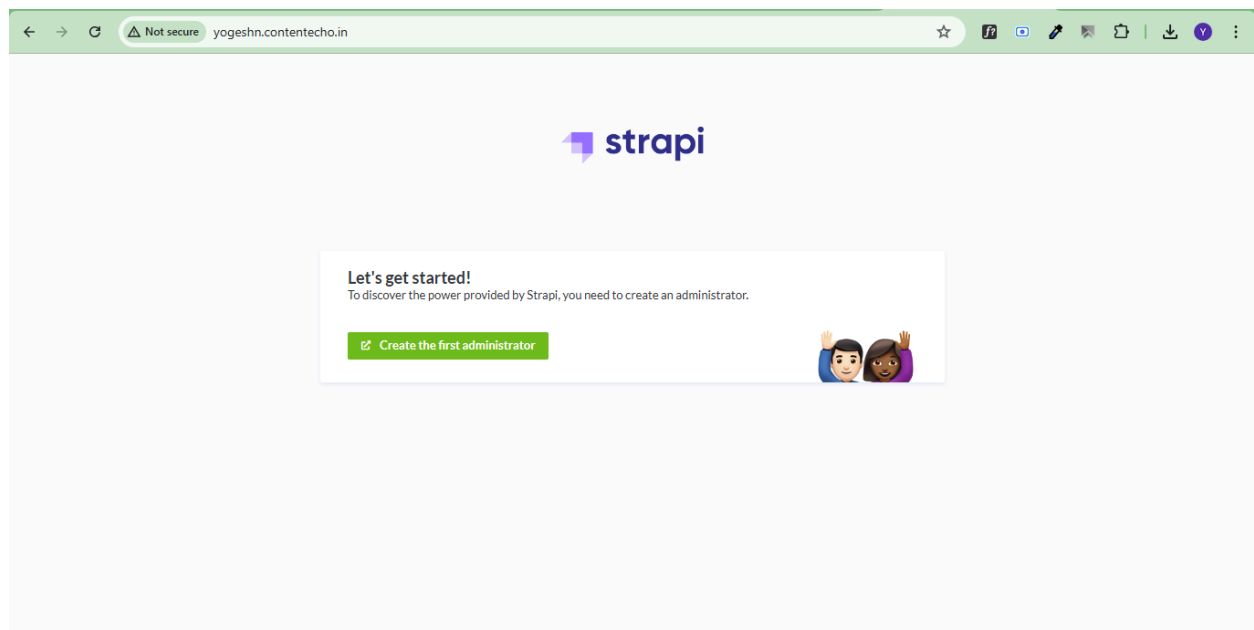 Not secure yogeshn.contentecho.in
f?
Y
strapi
Let's get started!
To discover the power provided by Strapi, you need to create an administrator.
Create the first administrator